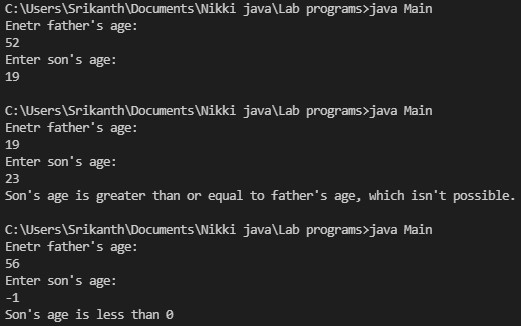 C:\Users\Srikanth\Documents\Nikki java\Lab programs>java Main
Enetr father's age:
52
Enter son's age:
19
C:\Users\Srikanth\Documents\Nikki java\Lab programs>java Main
Enetr father's age:
19
Enter son's age:
23
Son's age is greater than or equal to father's age, which isn't possible.
C:\Users\Srikanth\Documents\Nikki java\Lab programs>java Main
Enetr father's age:
56
Enter son's age:
-1
Son's age is less than 0